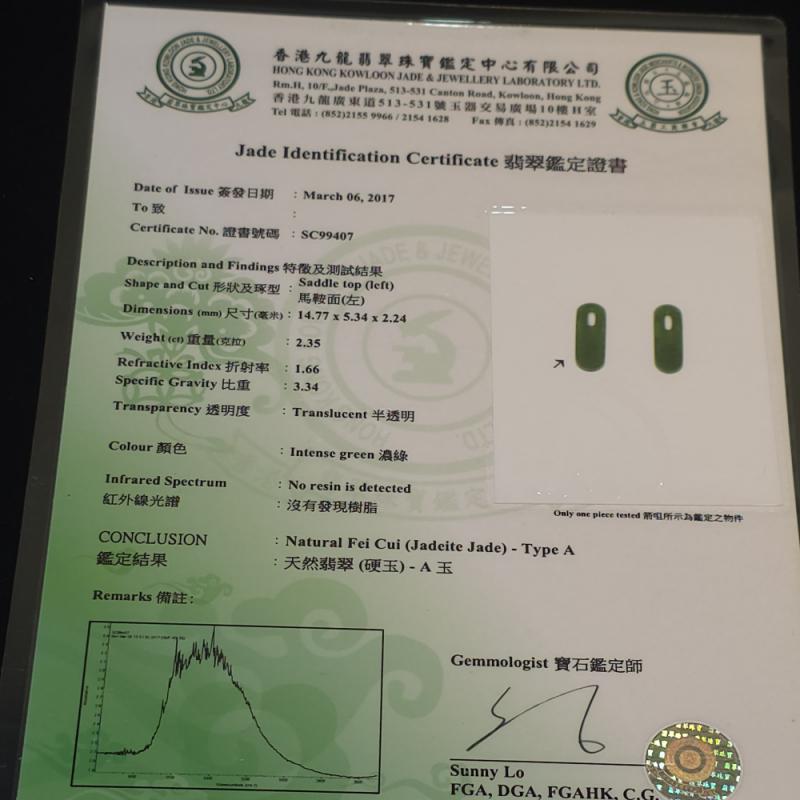 香港九龍翡翠珠寶鑑定中心有限公司
HONG KONG KOWLOON JADE & JEWELLERY LABORATORY LTD.
Rm.H, 10/F.,Jade Plaza, 513-531 Canton Road, Kowloon, Hong Kong
香港九龍廣東道513-531號玉器交易廣場10樓H室
Tel 電話 : (852)2155 9966 / 2154 1628 Fax 傳真 : (852)2154 1629
Jade Identification Certificate 翡翠鑑定證書
Date of Issue 簽發日期 : March 06, 2017
To 致 :
Certificate No. 證書號碼 : SC99407
Description and Findings 特徵及測試結果
Shape and Cut 形狀及琢型 : Saddle top (left)
馬鞍面(左)
Dimensions (mm) 尺寸(毫米) : 14.77 x 5.34 x 2.24
Weight (ct) 重量(克拉) : 2.35
Refractive Index 折射率 : 1.66
Specific Gravity 比重 : 3.34
Transparency 透明度 : Translucent 半透明
Colour 顏色 : Intense green 濃綠
Infrared Spectrum : No resin is detected
紅外線光譜 : 沒有發現樹脂
Only one piece tested 箭咀所示為鑑定之物件
CONCLUSION : Natural Fei Cui (Jadeite Jade) - Type A
鑑定結果 : 天然翡翠 (硬玉) - A 玉
Remarks 備註 :
Gemmologist 寶石鑑定師
Sunny Lo
FGA, DGA, FGAHK, C.G.